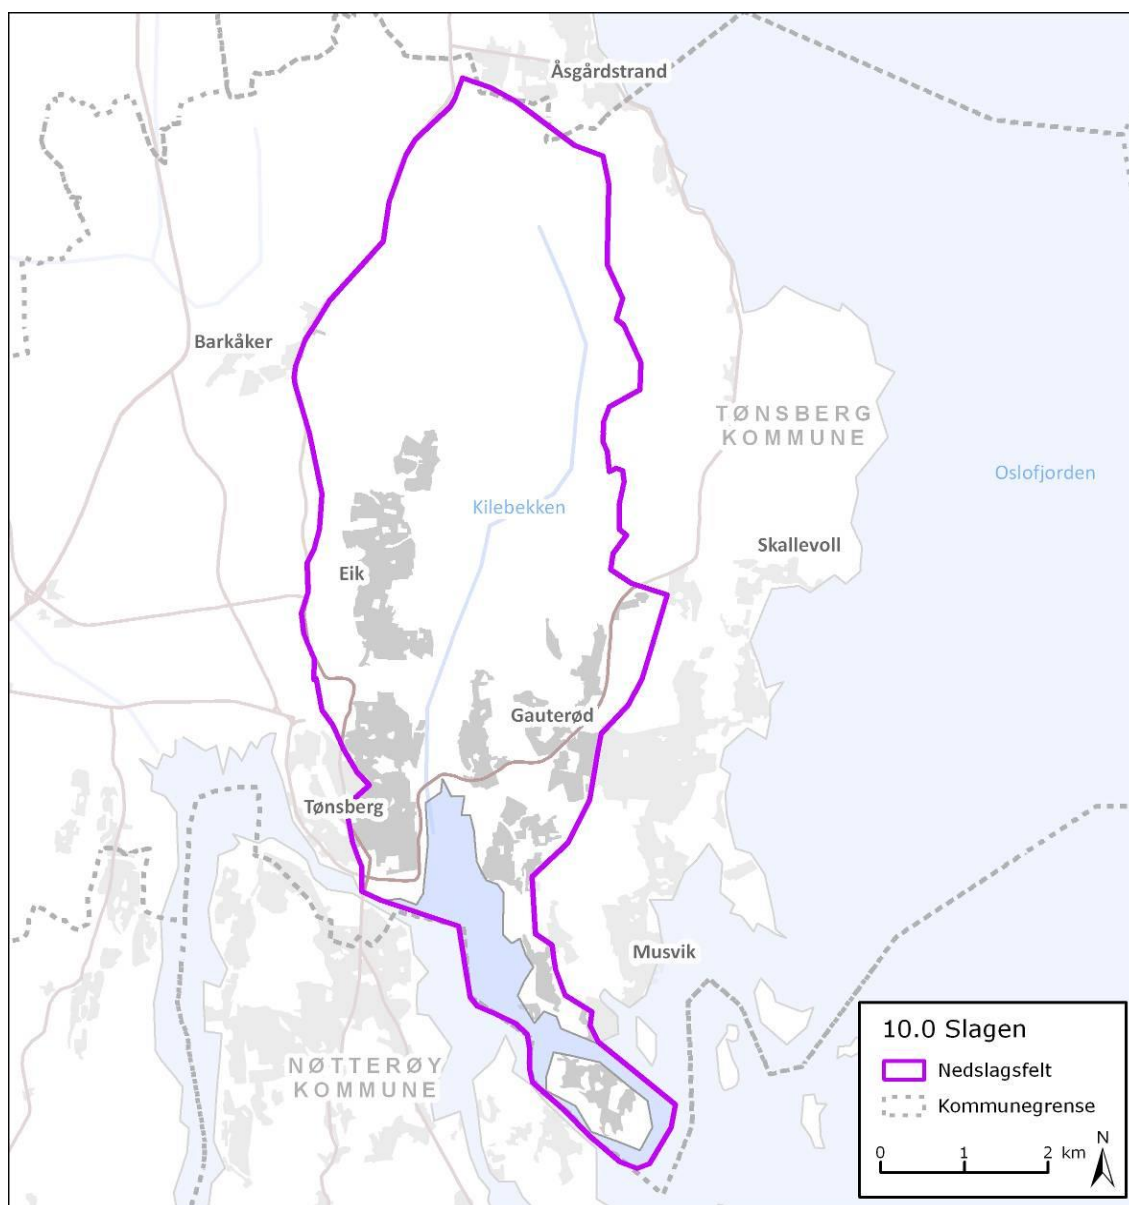 Åsgårdstrand
Barkåker
TØNSBERG
KOMMUNE
Oslofjorden
Kilebekken
Skallevoll
Eik
Gauterød
Tønsberg
Musvik
NØTTERØY
KOMMUNE
10.0 Slagen
Nedslagsfelt
Kommunegrense
0 1 2 km
N